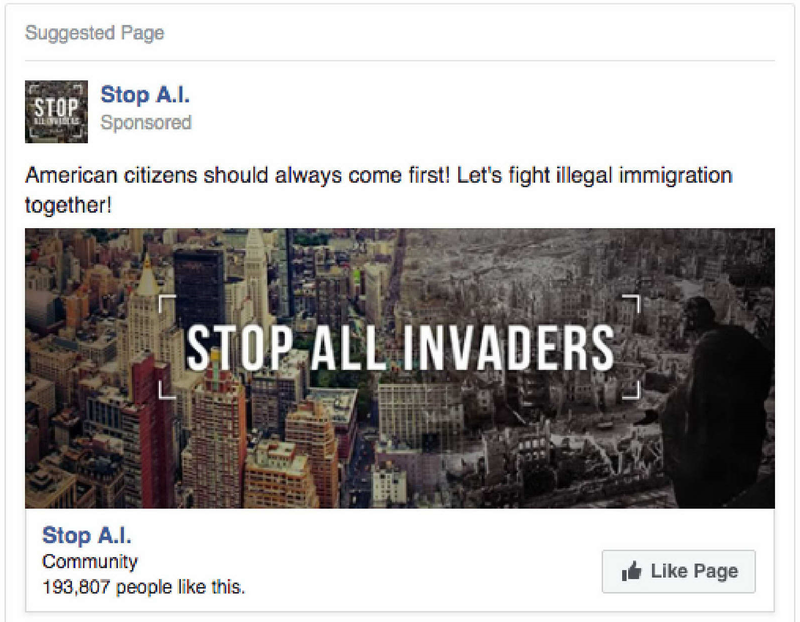 Suggested Page
STOP
ALL INVADERS
Stop A.I.
Sponsored
American citizens should always come first! Let's fight illegal immigration
together!
STOP ALL INVADERS
Stop A.I.
Community
193,807 people like this.
Like Page